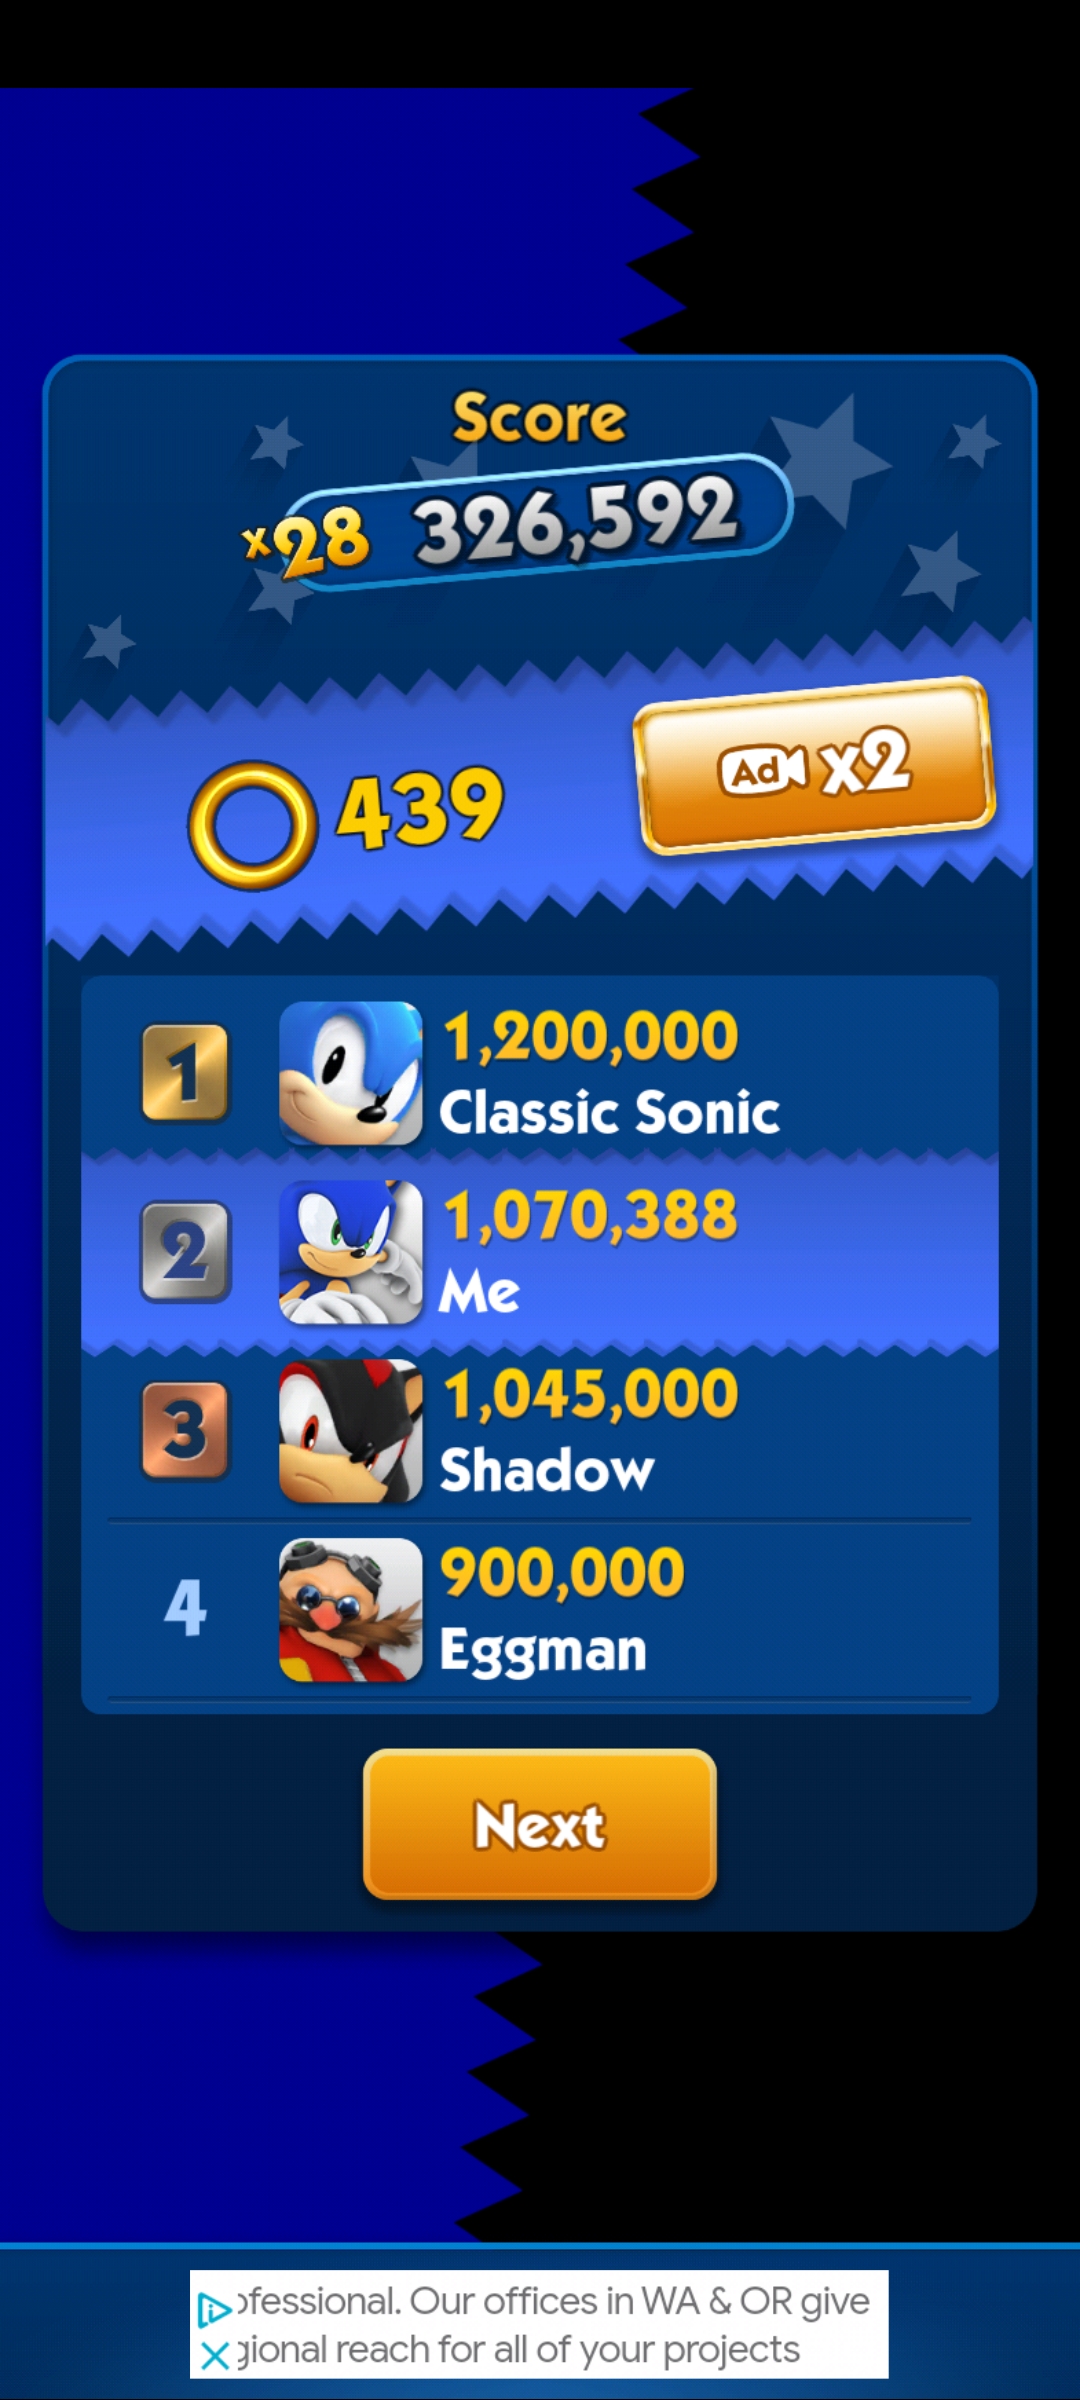 Score
x28 326,592
439
Ad x2
1
1,200,000
Classic Sonic
2
1,070,388
Me
3
1,045,000
Shadow
4
900,000
Eggman
Next
ofessional. Our offices in WA & OR give
gional reach for all of your projects